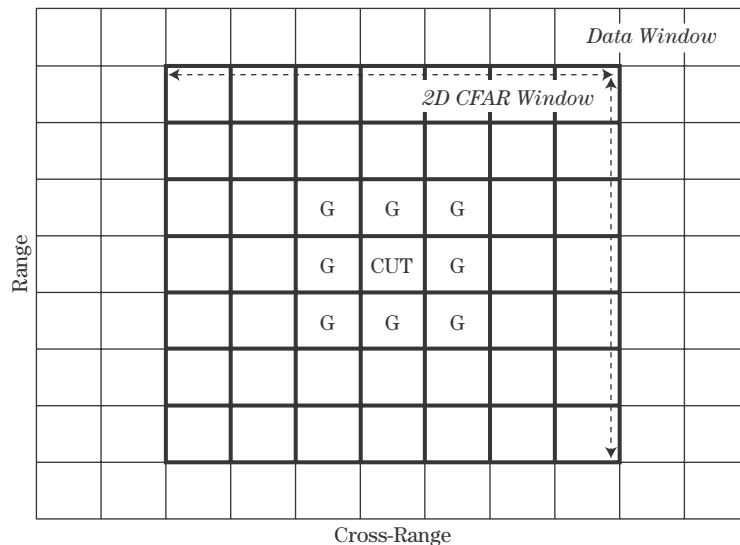 Data Window
2D CFAR Window
G G G
G CUT G
G G G
Range
Cross-Range